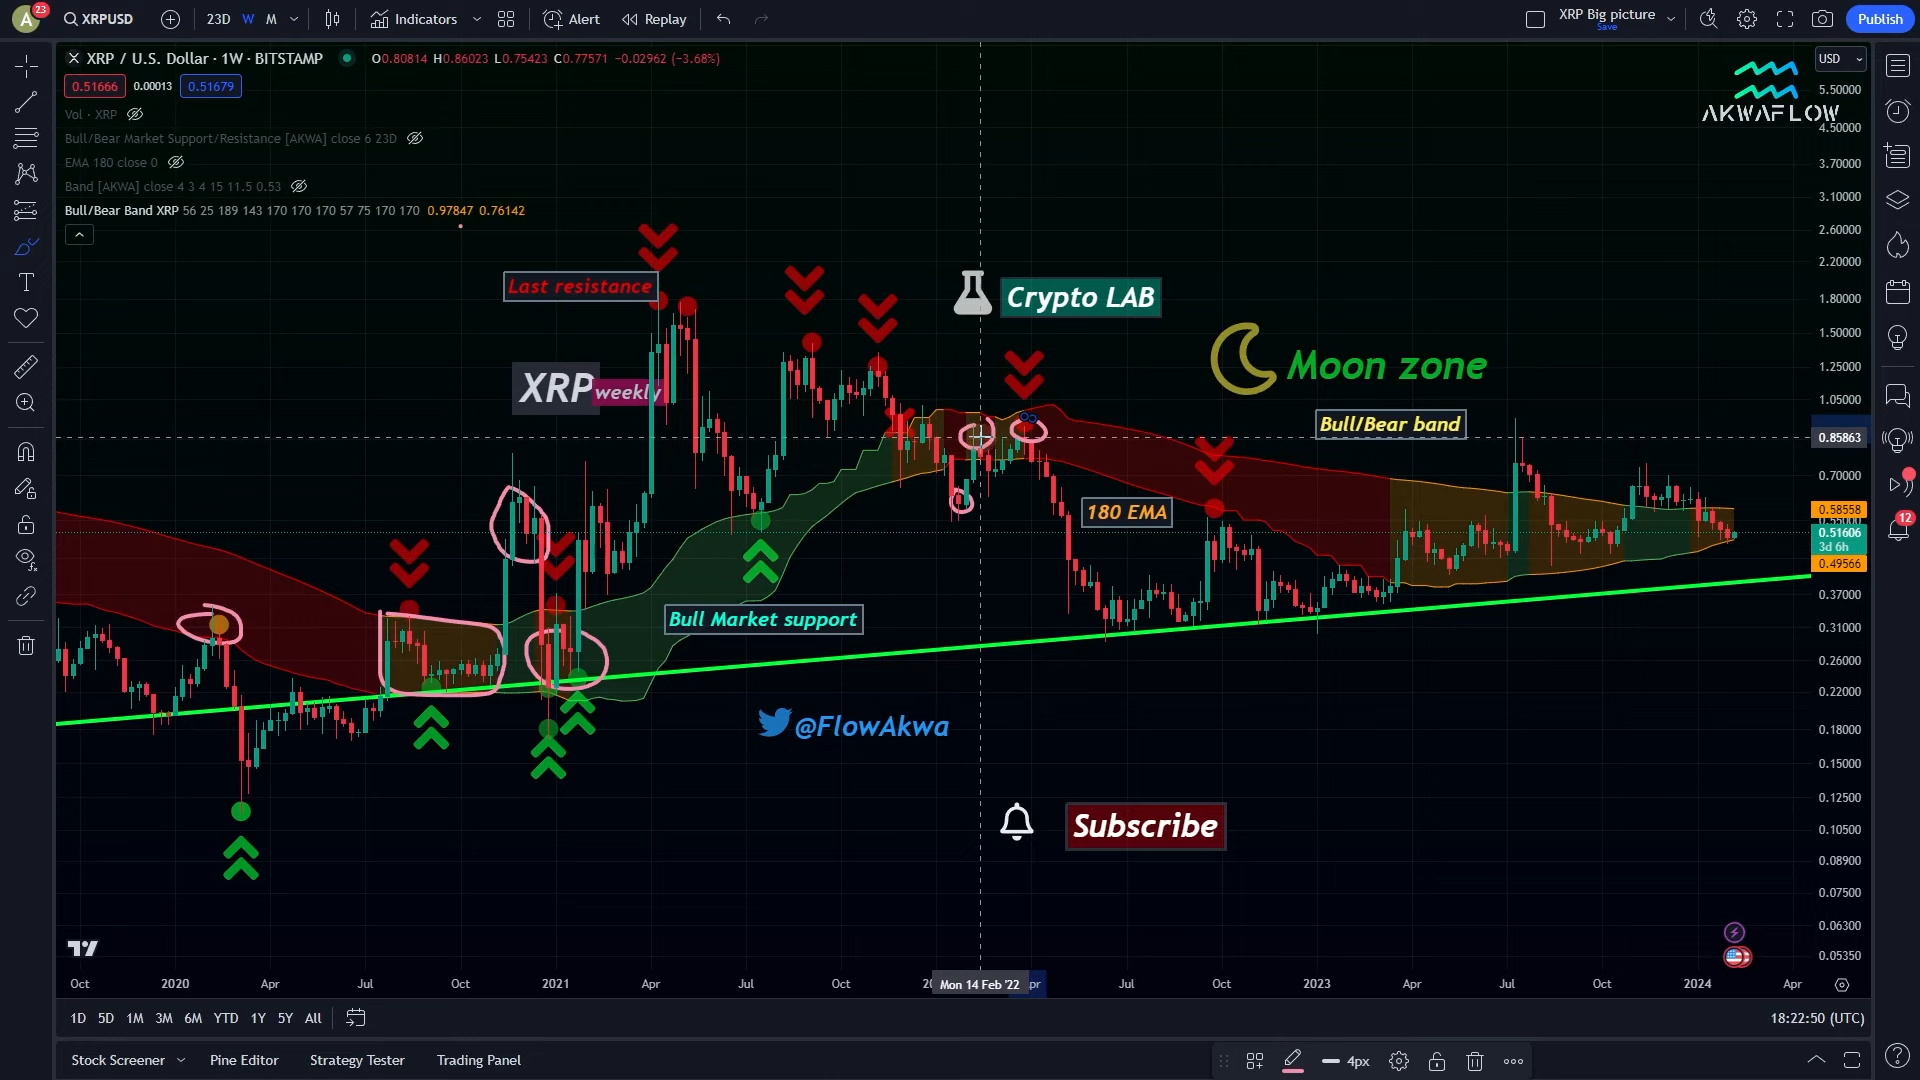 A 23 XRPUSD 23D W M Indicators Alert Replay XRP Big picture Save Publish
XRP / U.S. Dollar · 1W · BITSTAMP O0.80814 H0.86023 L0.75423 C0.77571 −0.02962 (−3.68%) USD
0.51666 0.00013 0.51679
Vol · XRP
Bull/Bear Market Support/Resistance [AKWA] close 6 23D
EMA 180 close 0
Band [AKWA] close 4 3 4 15 11.5 0.53
Bull/Bear Band XRP 56 25 189 143 170 170 170 57 75 170 170 0.97847 0.76142
AKWAFLOW
5.50000
4.50000
3.70000
3.10000
2.60000
2.20000
1.80000
1.50000
1.25000
1.05000
0.85863
0.70000
0.58558
0.51606
3d 6h
0.49566
0.37000
0.31000
0.26000
0.22000
0.18000
0.15000
0.12500
0.10500
0.08900
0.07500
0.06300
0.05350
12
Last resistance
Crypto LAB
XRP weekly
Moon zone
Bull/Bear band
180 EMA
Bull Market support
@FlowAkwa
Subscribe
Oct 2020 Apr Jul Oct 2021 Apr Jul Oct Mon 14 Feb '22 Jul Oct 2023 Apr Jul Oct 2024 Apr
1D 5D 1M 3M 6M YTD 1Y 5Y All 18:22:50 (UTC)
Stock Screener Pine Editor Strategy Tester Trading Panel 4px